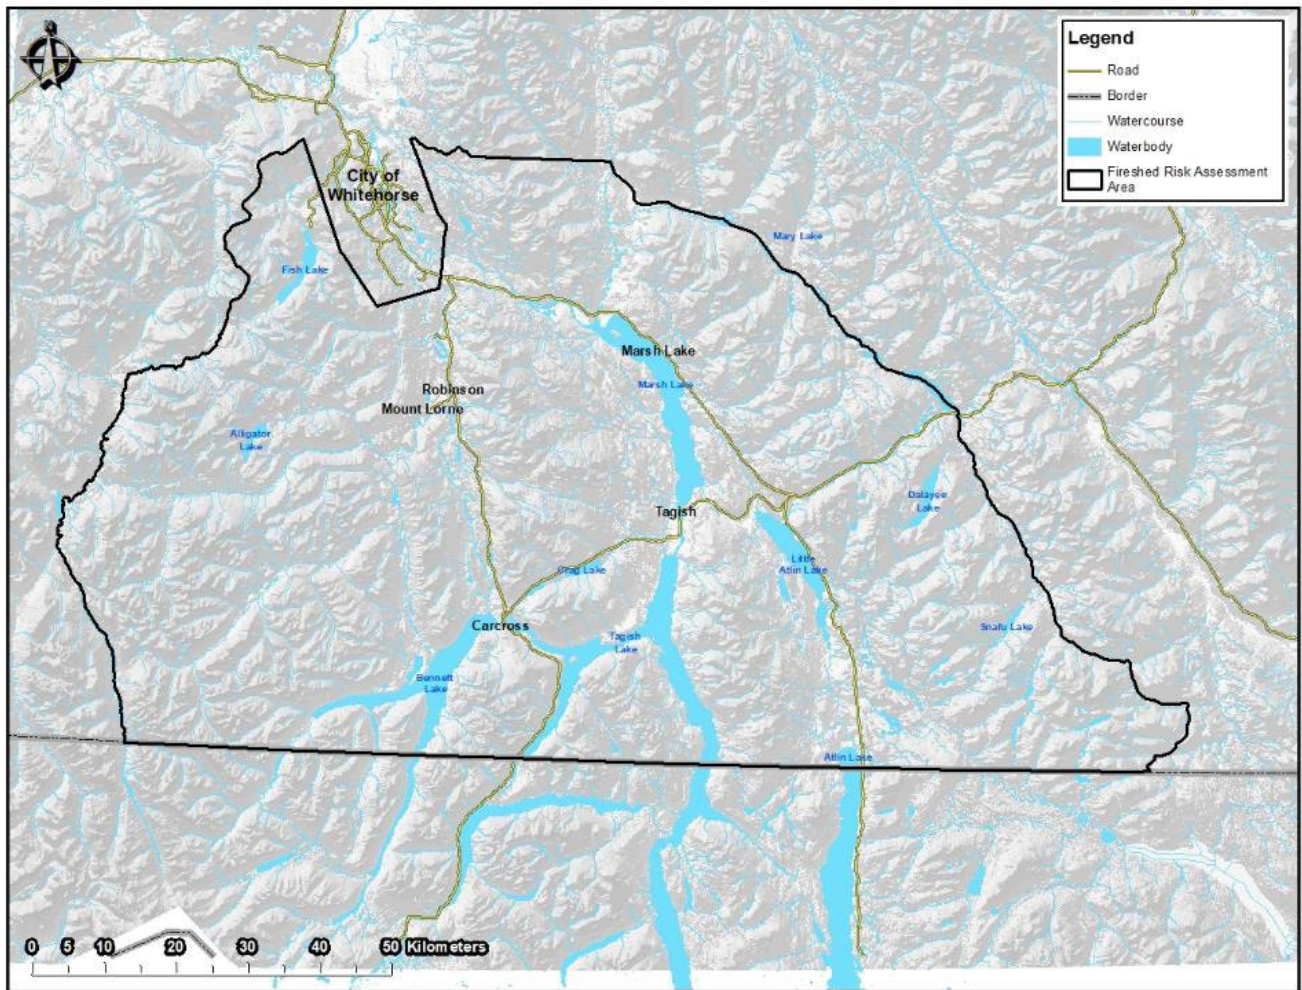 Legend
Road
Border
Watercourse
Waterbody
Fireshed Risk Assessment
Area
City of
Whitehorse
Mary Lake
Fish Lake
Marsh Lake
Marsh Lake
Robinson
Mount Lorne
Alligator
Lake
Dalayee
Lake
Tagish
Little
Atlin Lake
Crag Lake
Carcross
Snafu Lake
Tagish
Lake
Bennett
Lake
Atlin Lake
0 5 10 20 30 40 50 Kilometers